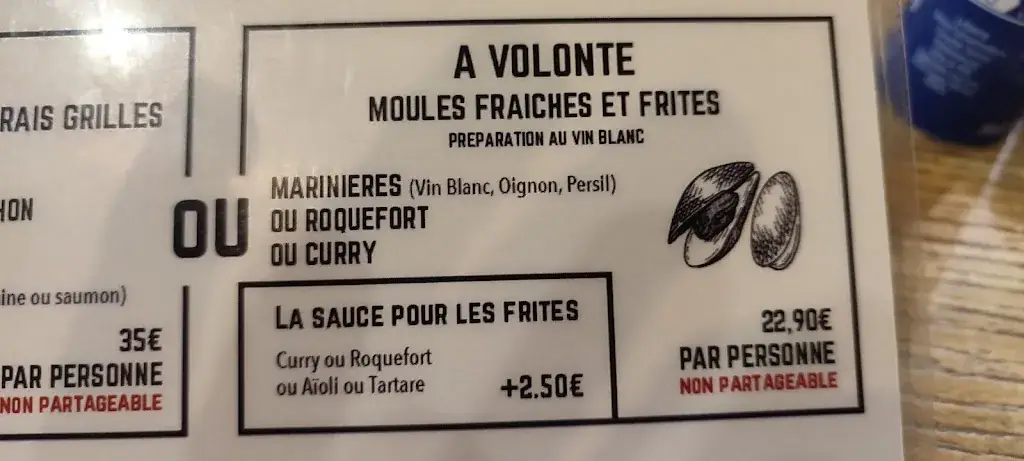 RAIS GRILLES
HON
ine ou saumon)
35€
PAR PERSONNE
NON PARTAGEABLE
OU
A VOLONTE
MOULES FRAICHES ET FRITES
PREPARATION AU VIN BLANC
MARINIERES (Vin Blanc, Oignon, Persil)
OU ROQUEFORT
OU CURRY
LA SAUCE POUR LES FRITES
Curry ou Roquefort
ou Aïoli ou Tartare
+2.50€
22,90€
PAR PERSONNE
NON PARTAGEABLE